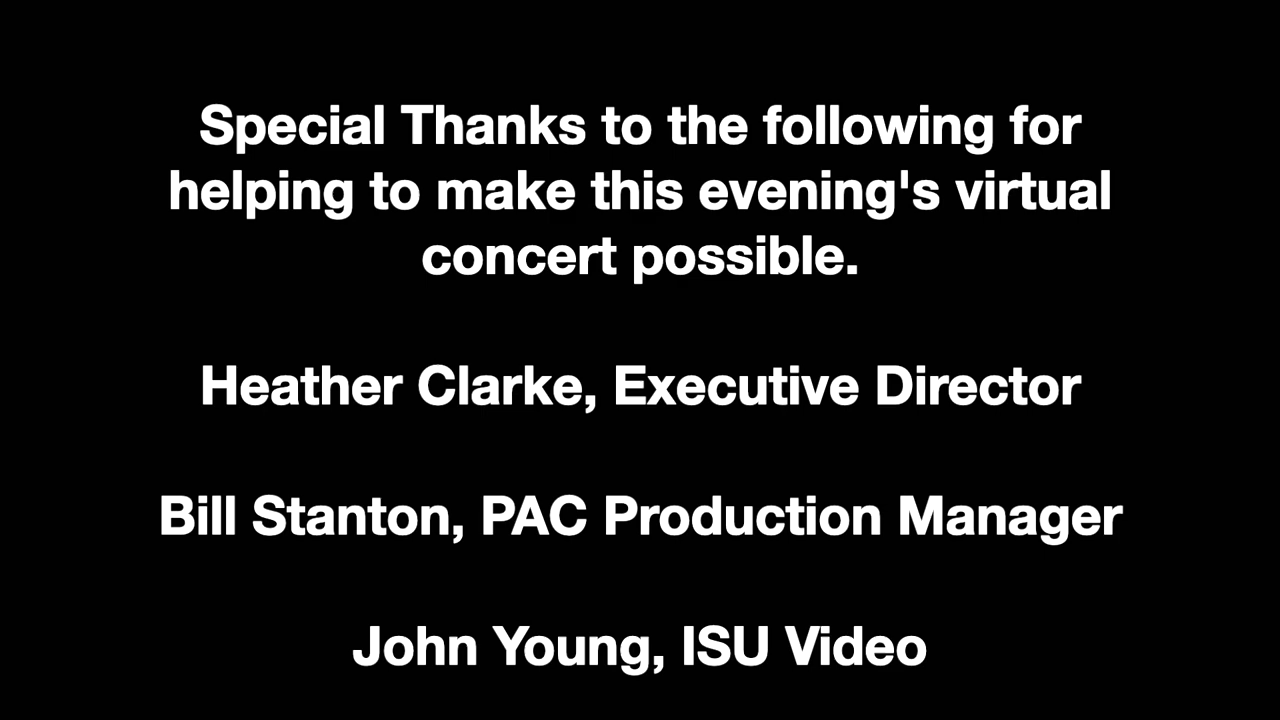 Special Thanks to the following for
helping to make this evening's virtual
concert possible.
Heather Clarke, Executive Director
Bill Stanton, PAC Production Manager
John Young, ISU Video